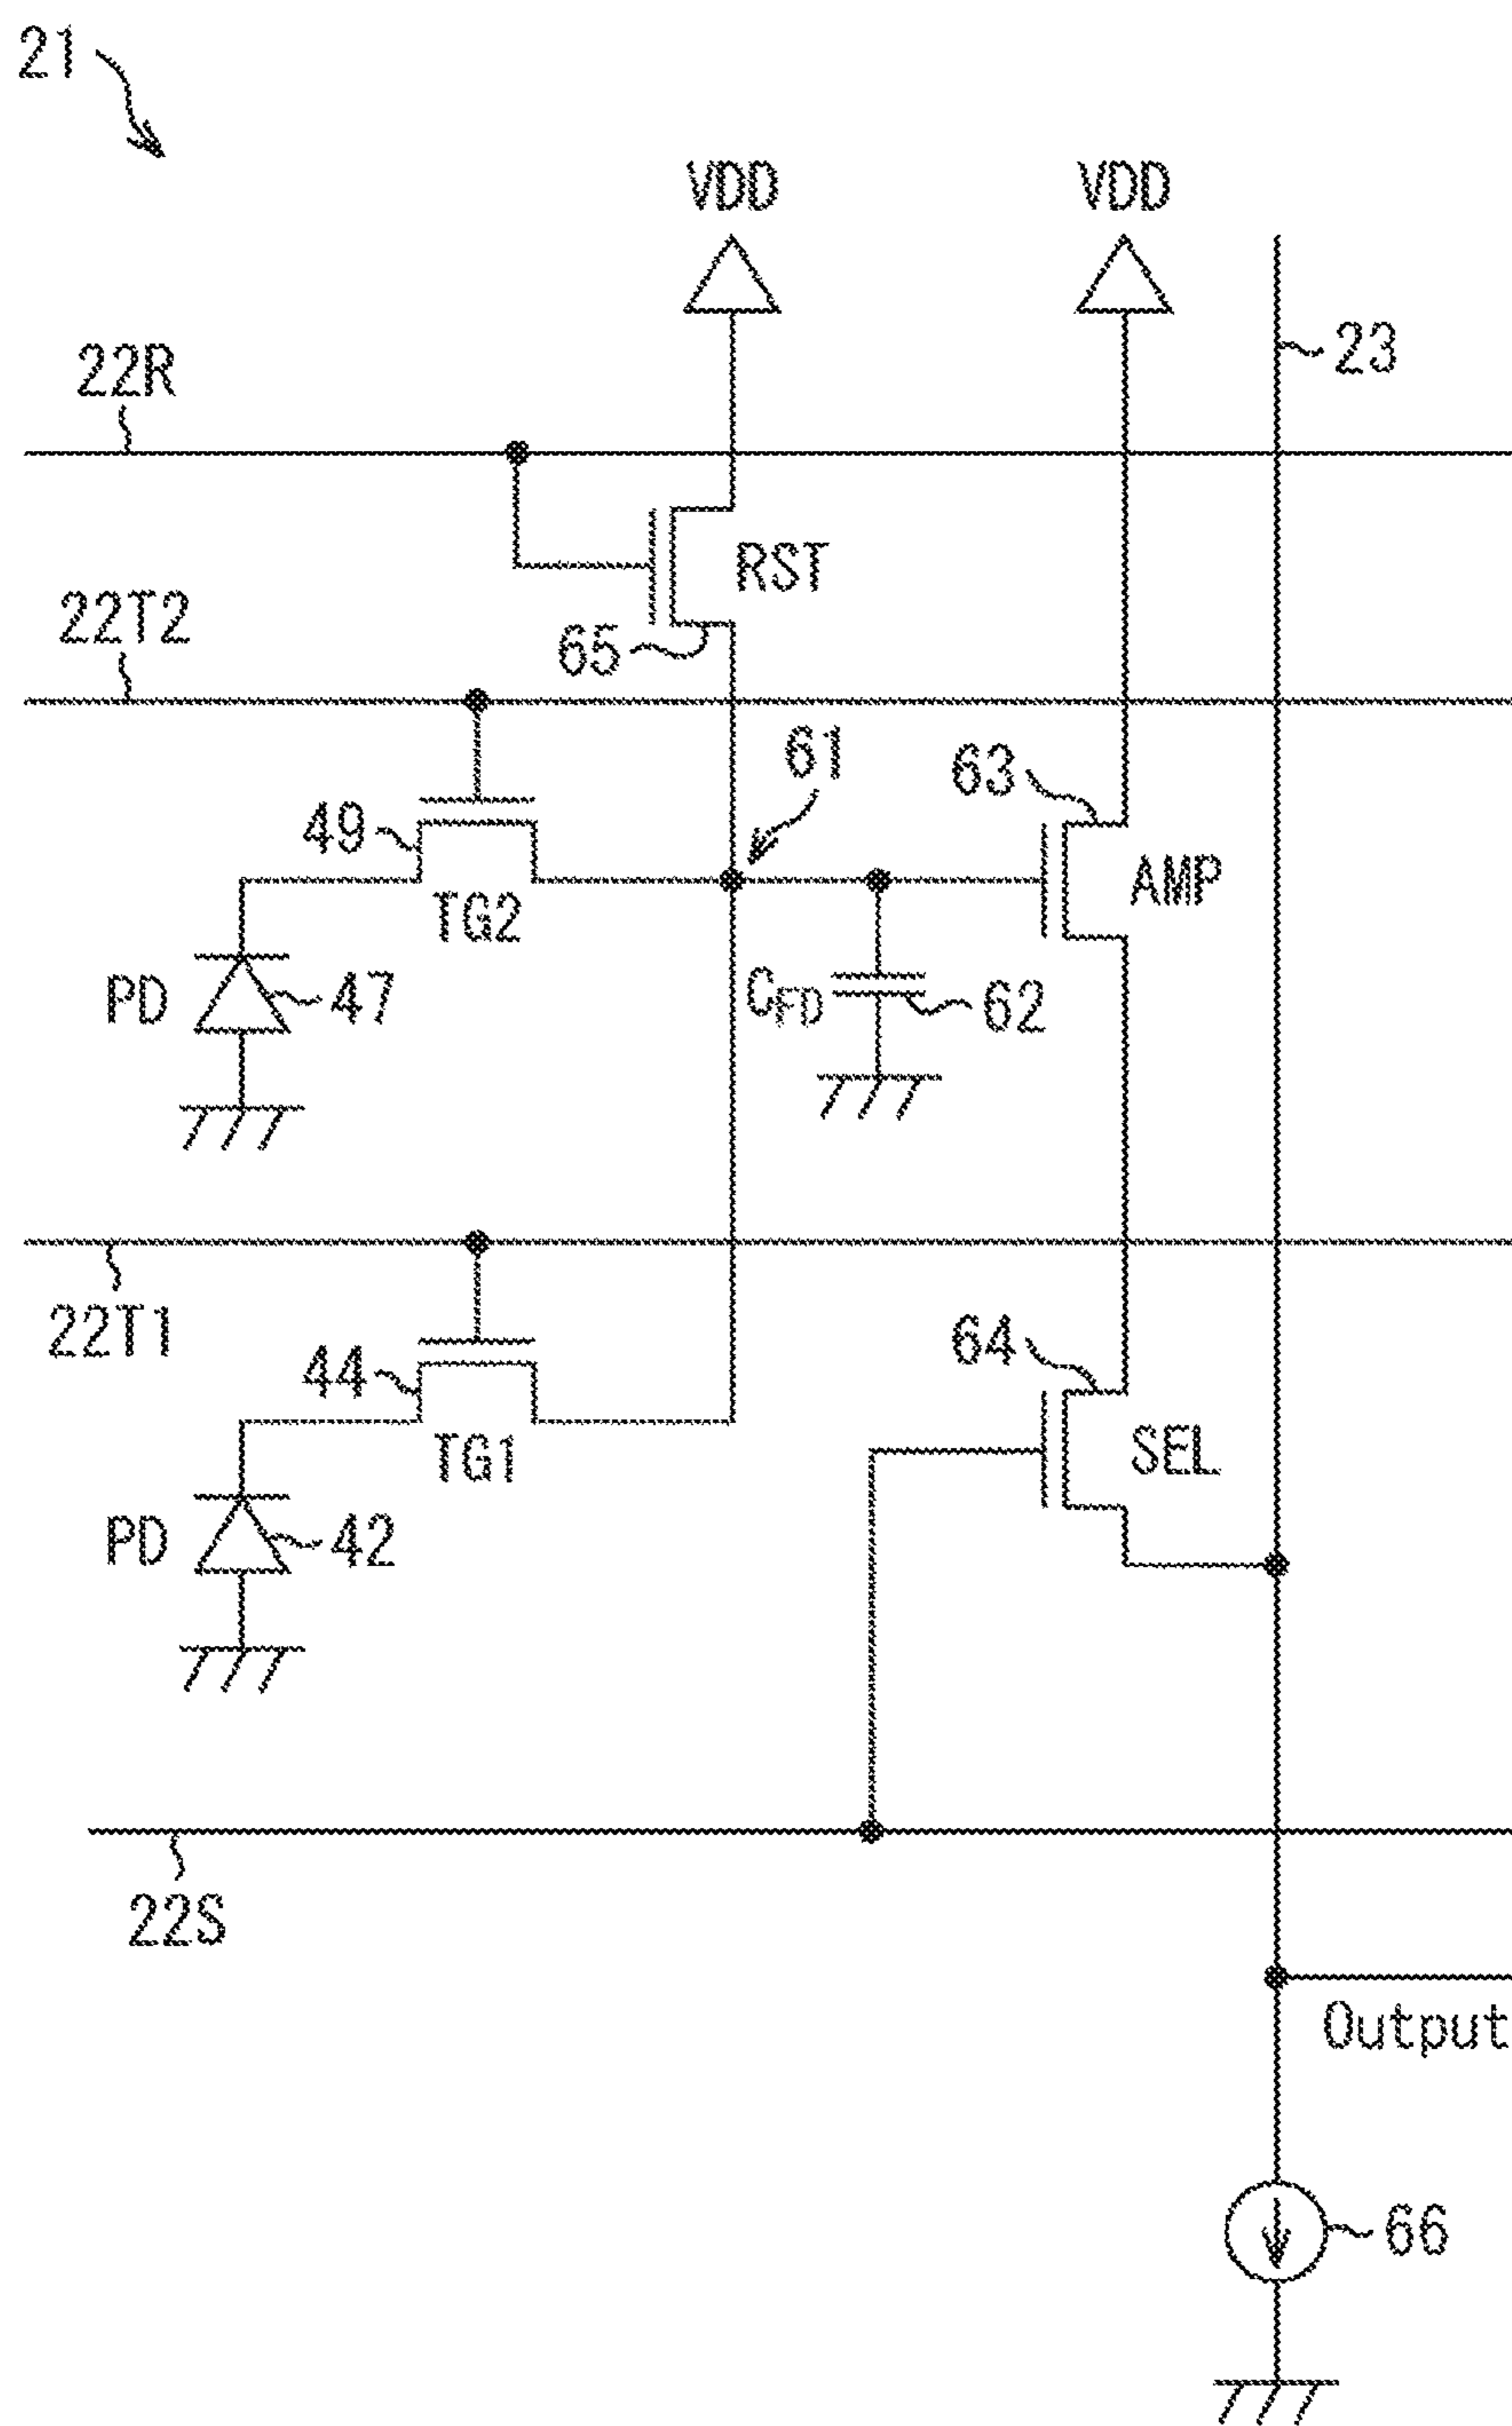 21
VDD
VDD
23
22R
RST
22T2
65
61
63
49
AMP
TG2
PD
47
CFD
62
22T1
64
44
SEL
TG1
PD
42
22S
Output
66